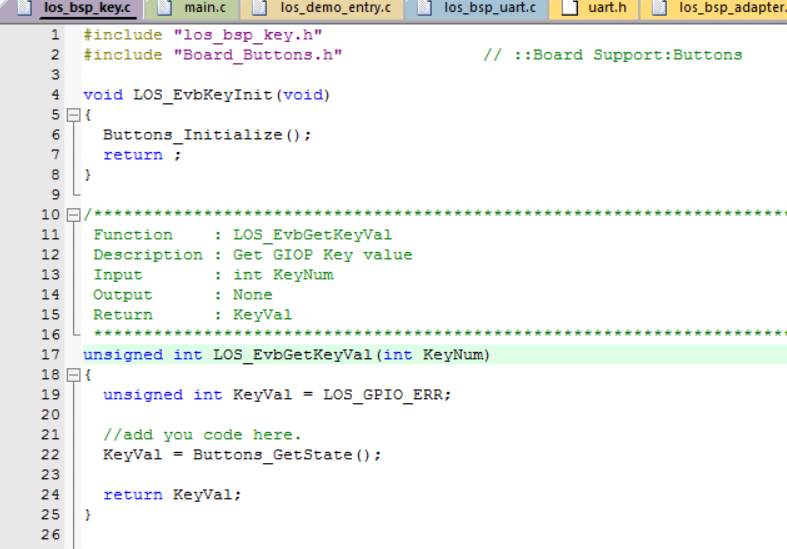 los_bsp_key.c main.c los_demo_entry.c los_bsp_uart.c uart.h los_bsp_adapter.
1 #include "los_bsp_key.h"
2 #include "Board_Buttons.h" // ::Board Support:Buttons
3
4 void LOS_EvbKeyInit(void)
5 {
6 Buttons_Initialize();
7 return ;
8 }
9
10 /**********************************************************************
11 Function : LOS_EvbGetKeyVal
12 Description : Get GIOP Key value
13 Input : int KeyNum
14 Output : None
15 Return : KeyVal
16 **********************************************************************
17 unsigned int LOS_EvbGetKeyVal(int KeyNum)
18 {
19 unsigned int KeyVal = LOS_GPIO_ERR;
20
21 //add you code here.
22 KeyVal = Buttons_GetState();
23
24 return KeyVal;
25 }
26